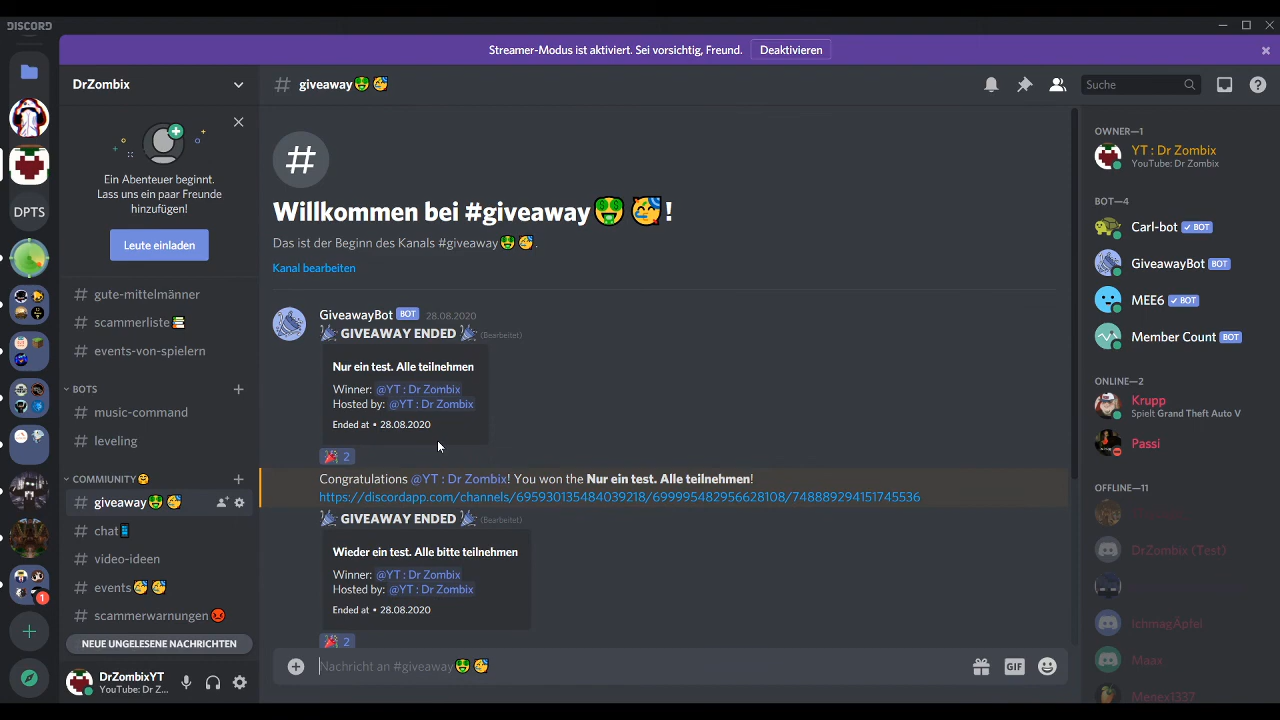 DISCORD
Streamer-Modus ist aktiviert. Sei vorsichtig, Freund.
Deaktivieren
DrZombix
giveaway🤑 🥳
Suche
Ein Abenteuer beginnt.
Lass uns ein paar Freunde
hinzufügen!
Leute einladen
DPTS
gute-mittelmänner
scammerliste📚
events-von-spielern
BOTS
music-command
leveling
COMMUNITY😋
giveaway🤑 🥳
chat📱
video-ideen
events🥳 🥳
scammerwarnungen😡
NEUE UNGELESENE NACHRICHTEN
1
DrZombixYT
YouTube: Dr Z...
Willkommen bei #giveaway🤑 🥳!
Das ist der Beginn des Kanals #giveaway🤑 🥳.
Kanal bearbeiten
GiveawayBot BOT 28.08.2020
🎉 GIVEAWAY ENDED 🎉 (Bearbeitet)
Nur ein test. Alle teilnehmen
Winner: @YT : Dr Zombix
Hosted by: @YT : Dr Zombix
Ended at • 28.08.2020
🎉 2
Congratulations @YT : Dr Zombix! You won the Nur ein test. Alle teilnehmen!
https://discordapp.com/channels/695930135484039218/699995482956628108/748889294151745536
🎉 GIVEAWAY ENDED 🎉 (Bearbeitet)
Wieder ein test. Alle bitte teilnehmen
Winner: @YT : Dr Zombix
Hosted by: @YT : Dr Zombix
Ended at • 28.08.2020
🎉 2
Nachricht an #giveaway🤑 🥳
GIF
OWNER—1
YT : Dr Zombix
YouTube: Dr Zombix
BOT—4
Carl-bot ✓ BOT
GiveawayBot BOT
MEE6 ✓ BOT
Member Count BOT
ONLINE—2
Krupp
Spielt Grand Theft Auto V
Passi
OFFLINE—11
DrZombix (Test)
IchmagApfel
Maax
Menex1337